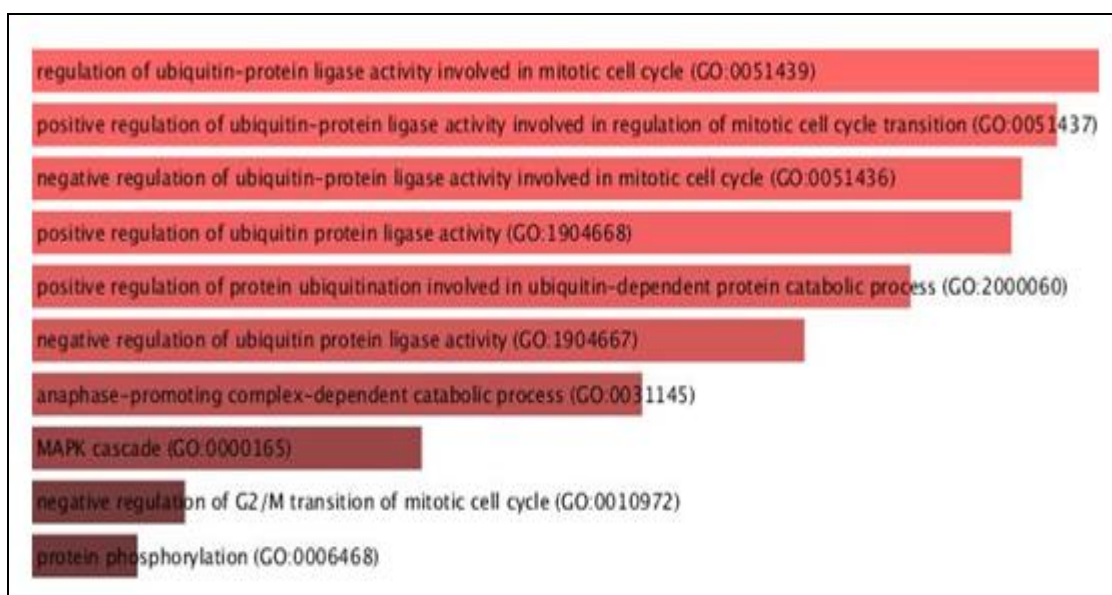 regulation of ubiquitin-protein ligase activity involved in mitotic cell cycle (GO:0051439)
positive regulation of ubiquitin-protein ligase activity involved in regulation of mitotic cell cycle transition (GO:0051437)
negative regulation of ubiquitin-protein ligase activity involved in mitotic cell cycle (GO:0051436)
positive regulation of ubiquitin protein ligase activity (GO:1904668)
positive regulation of protein ubiquitination involved in ubiquitin-dependent protein catabolic process (GO:2000060)
negative regulation of ubiquitin protein ligase activity (GO:1904667)
anaphase-promoting complex-dependent catabolic process (GO:0031145)
MAPK cascade (GO:0000165)
negative regulation of G2/M transition of mitotic cell cycle (GO:0010972)
protein phosphorylation (GO:0006468)